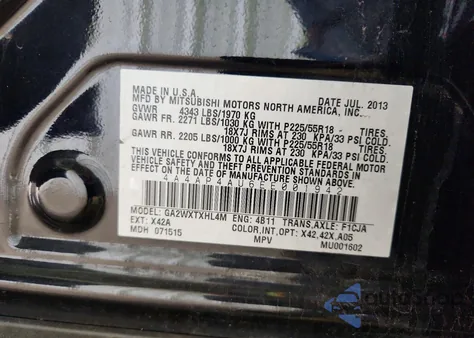 MADE IN U.S.A. DATE JUL. 2013
MFD BY MITSUBISHI MOTORS NORTH AMERICA, INC.
GVWR 4343 LBS/1970 KG
GAWR FR. 2271 LBS/1030 KG WITH P225/55R18 TIRES,
18X7J RIMS AT 230 KPA/33 PSI COLD
GAWR RR. 2205 LBS/1000 KG WITH P225/55R18 TIRES,
18X7J RIMS AT 230 KPA/33 PSI COLD
THIS VEHICLE CONFORMS TO ALL APPLICABLE FEDERAL MOTOR
VEHICLE SAFETY AND BUMPER STANDARDS IN
EFFECT ON THE DATE OF MANUFACTURE SHOWN ABOVE.
4A4AP4AU6EE001942
MODEL: GA2WXTXHL4M ENG: 4B11 TRANS,AXLE: F1CJA
EXT: X42A COLOR,INT,OPT: X42,42X,A05
MDH 071515 MPV MU001602